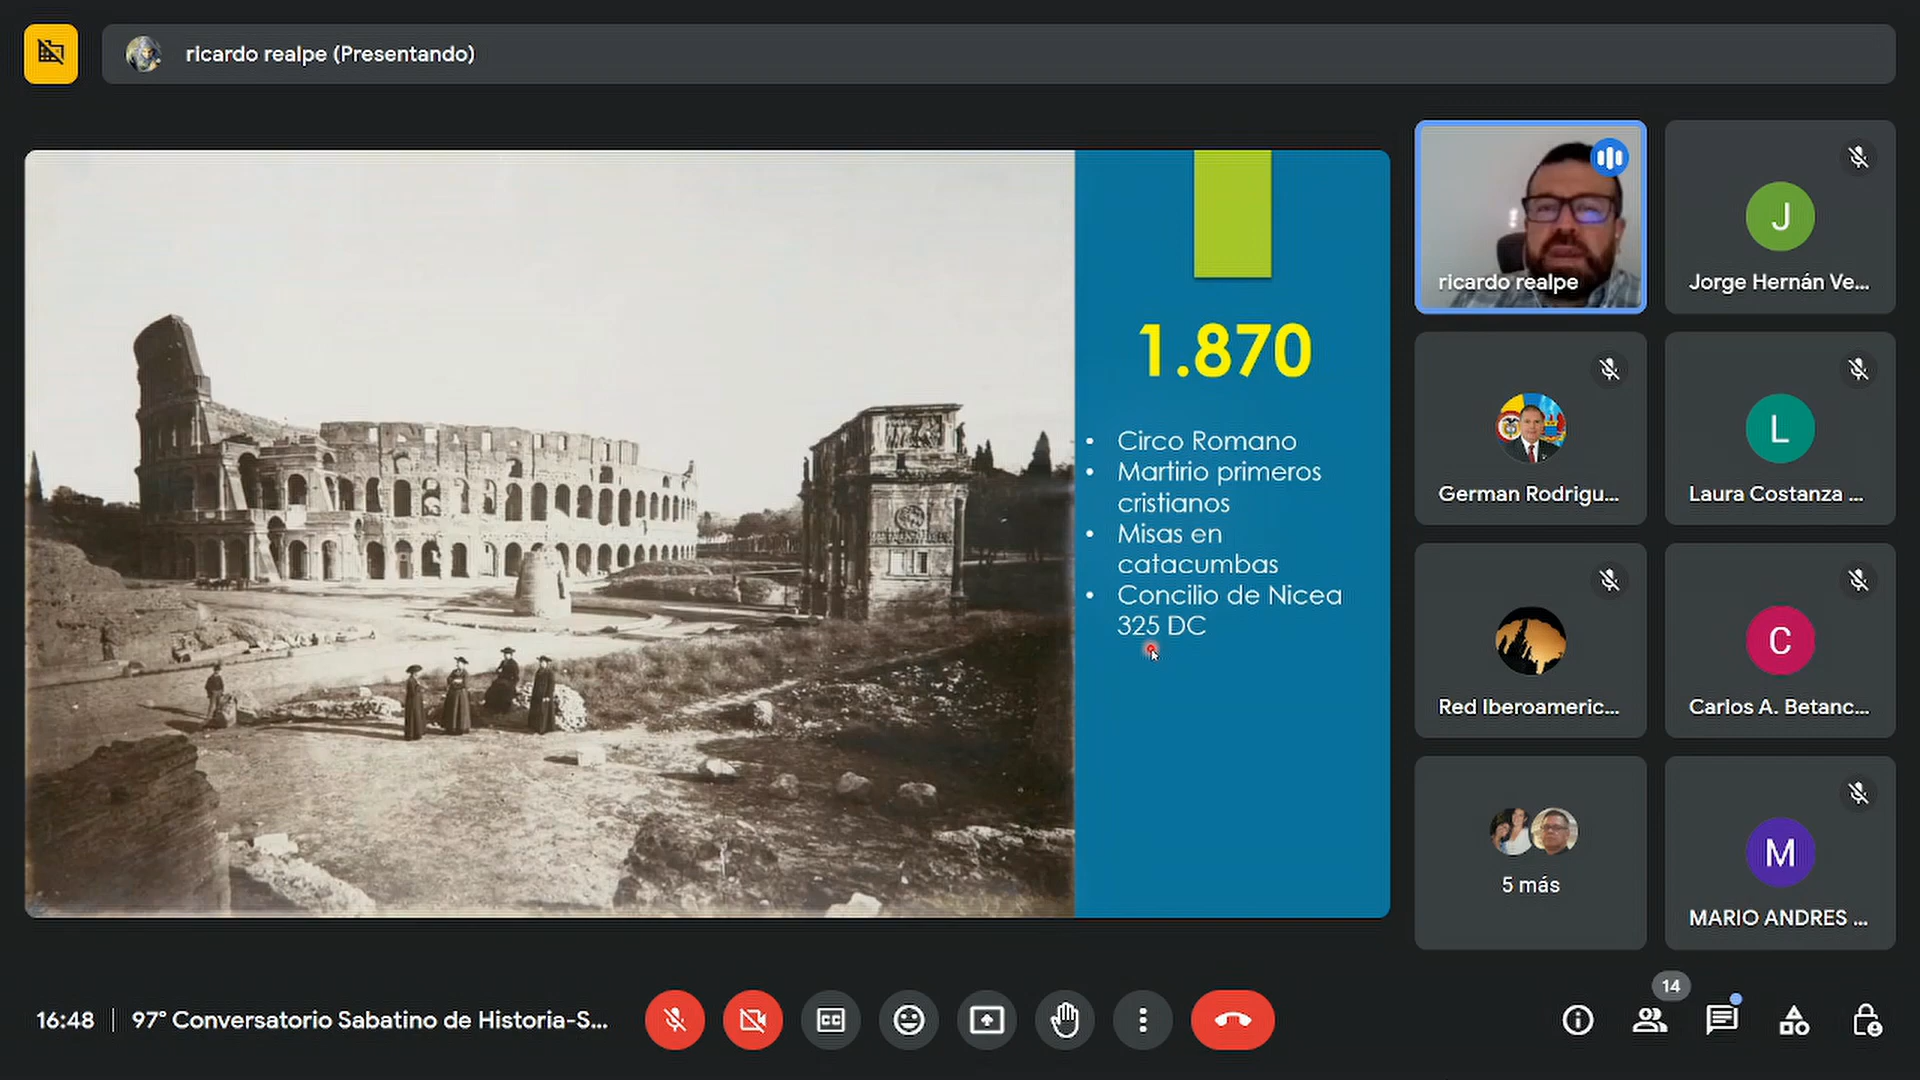 ricardo realpe (Presentando)
1.870
• Circo Romano
• Martirio primeros
cristianos
• Misas en
catacumbas
• Concilio de Nicea
325 DC
ricardo realpe
J
Jorge Hernán Ve...
German Rodrigu...
L
Laura Costanza ...
Red Iberoameric...
C
Carlos A. Betanc...
5 más
M
MARIO ANDRES ...
16:48 | 97° Conversatorio Sabatino de Historia-S...
CC
14